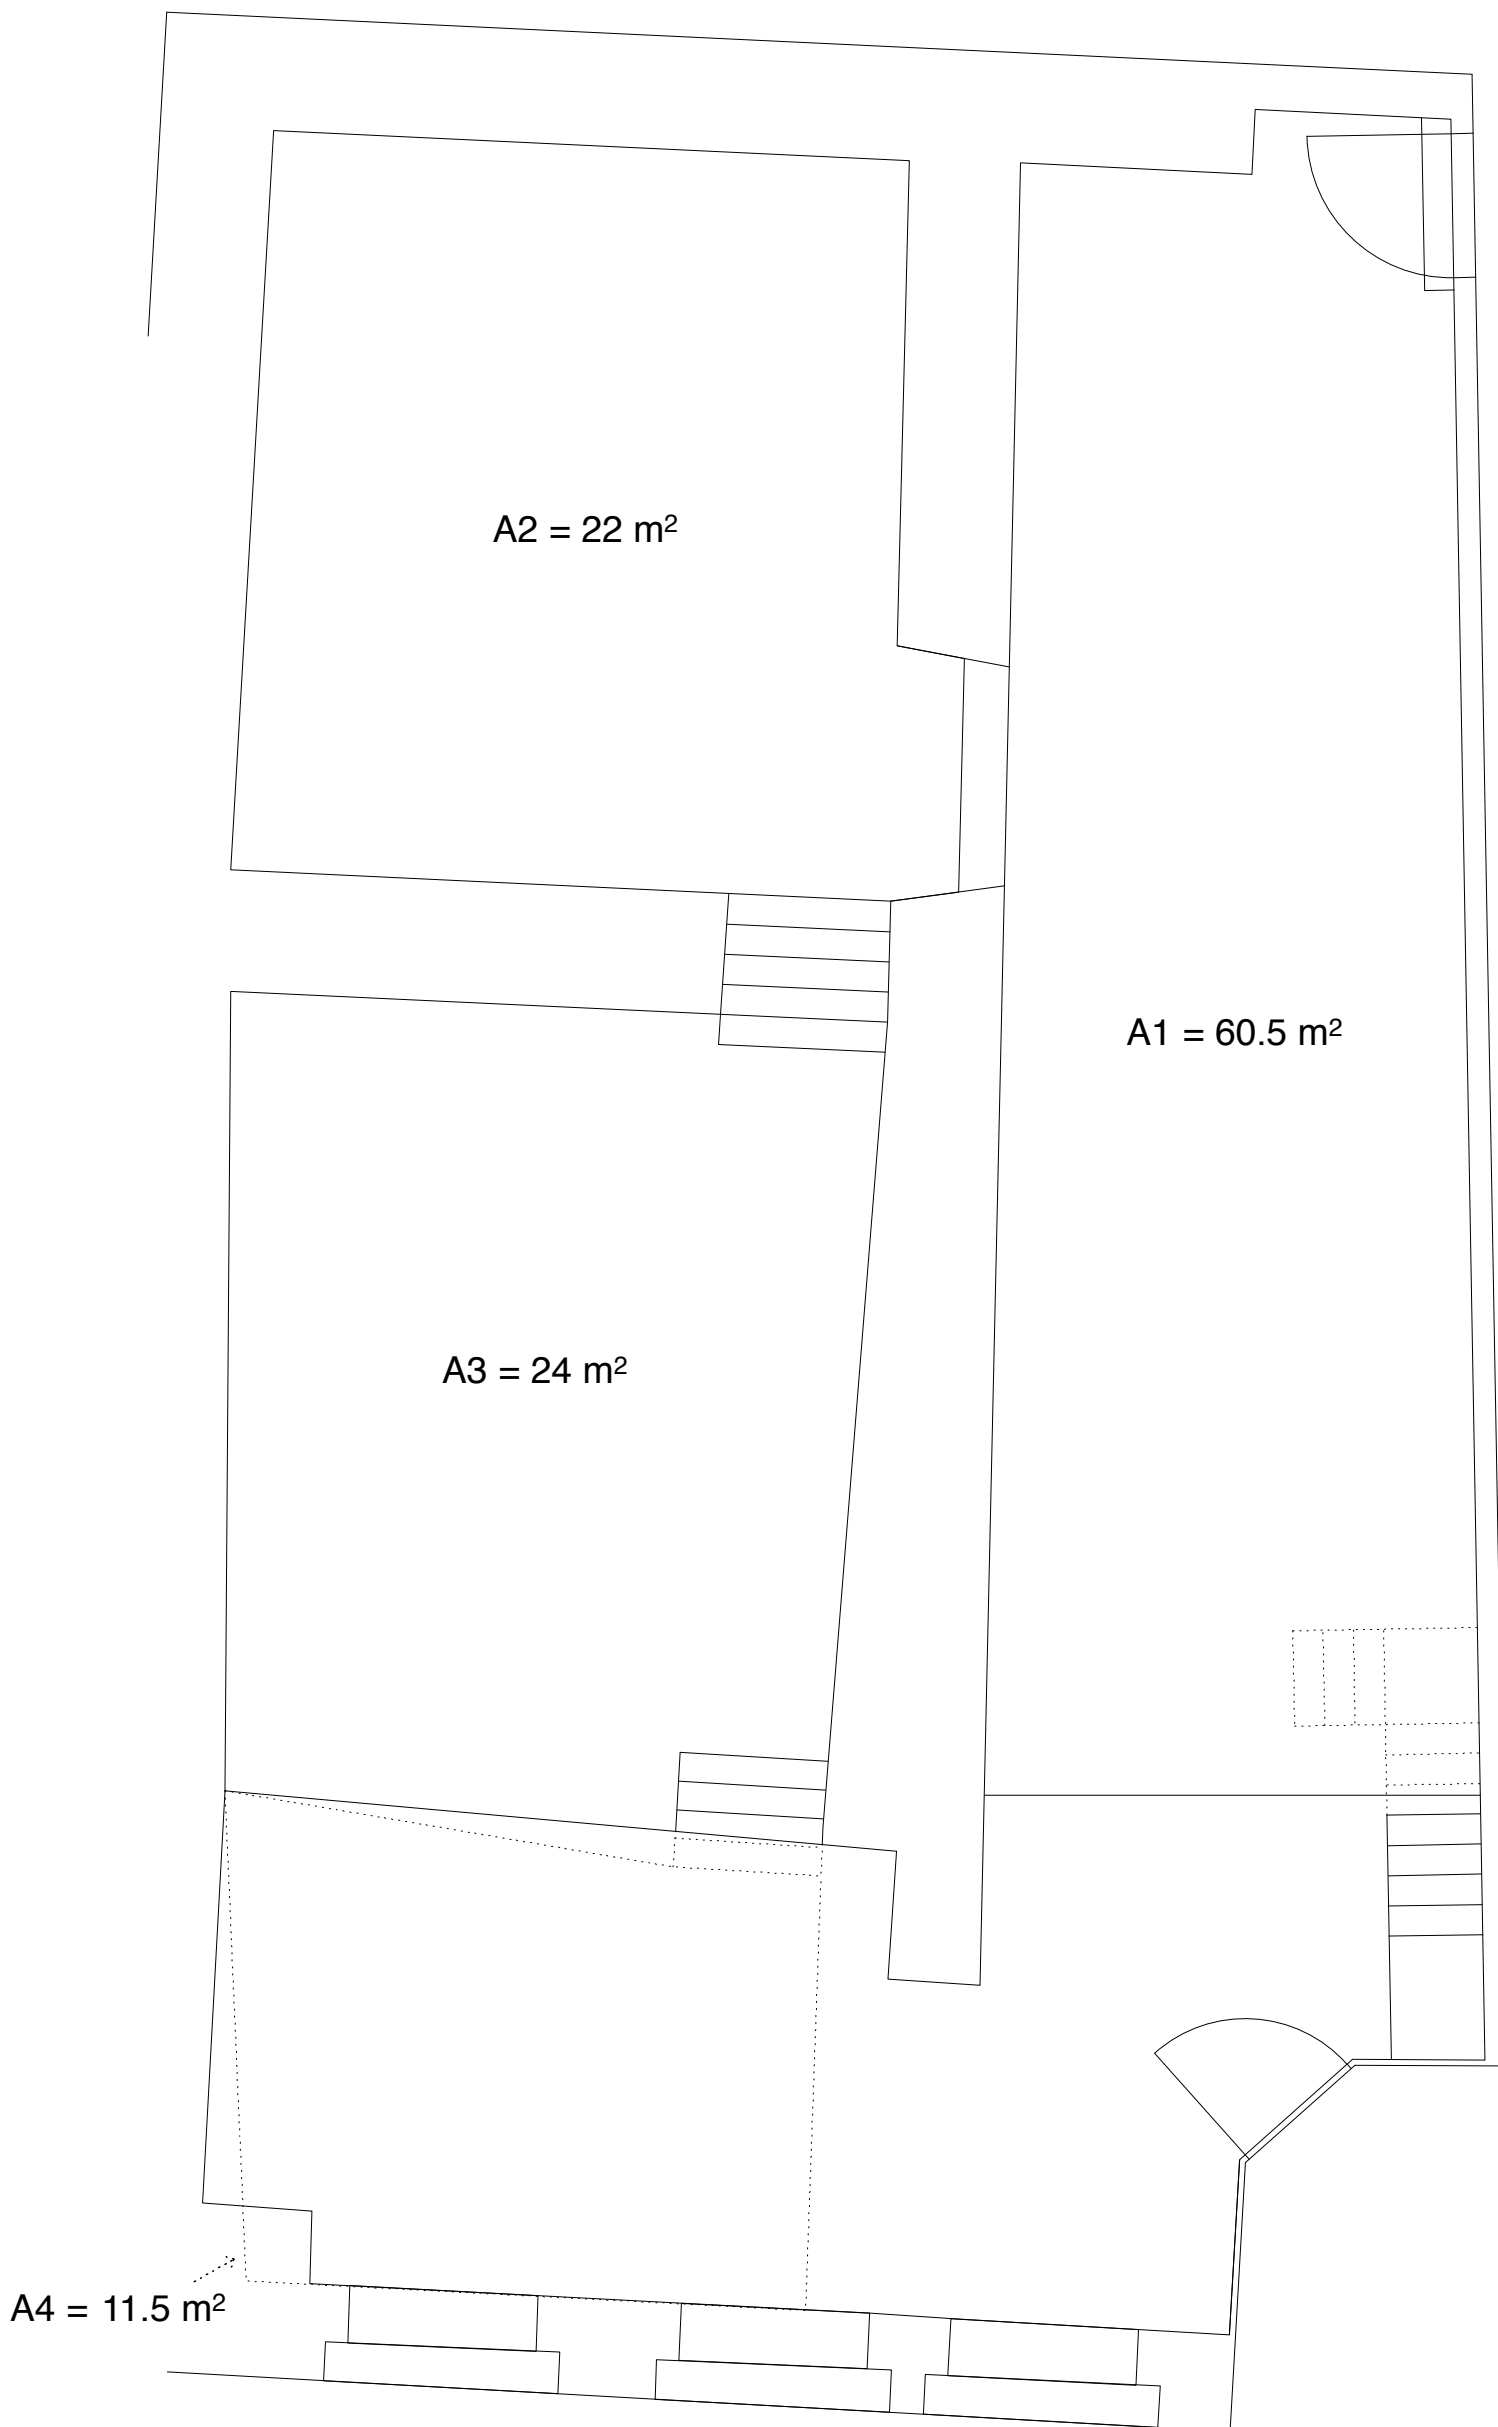 A2 = 22 m²
A1 = 60.5 m²
A3 = 24 m²
A4 = 11.5 m²